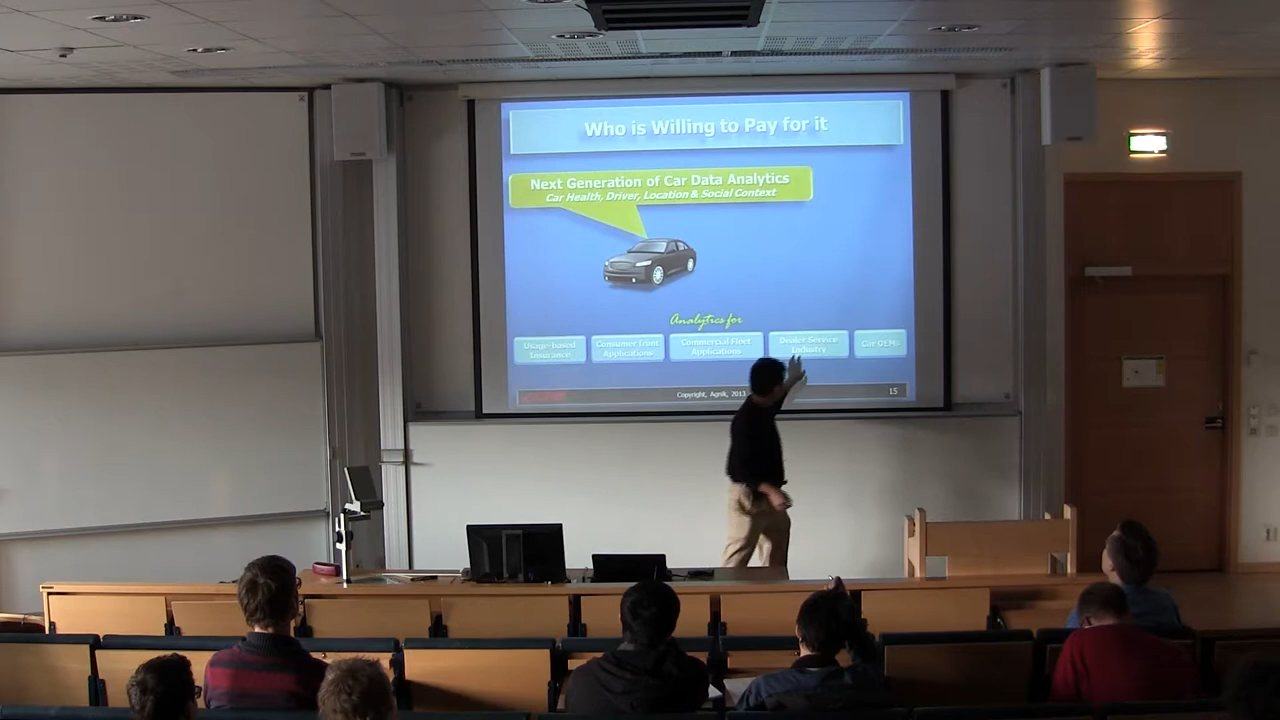 Who is Willing to Pay for it
Next Generation of Car Data Analytics
Car Health, Driver, Location & Social Context
Analytics for
Usage-based
Insurance
Consumer front
Applications
Commercial Fleet
Applications
Dealer Service
Industry
Car OEMs
Copyright, Agnik, 2013
15